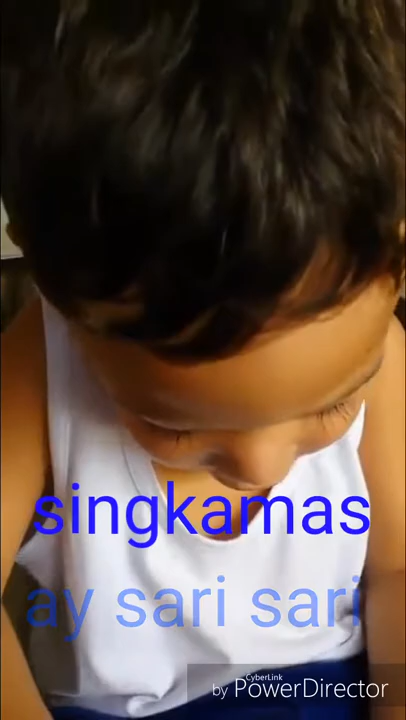 singkamas
ay sari sari
CyberLink
by PowerDirector